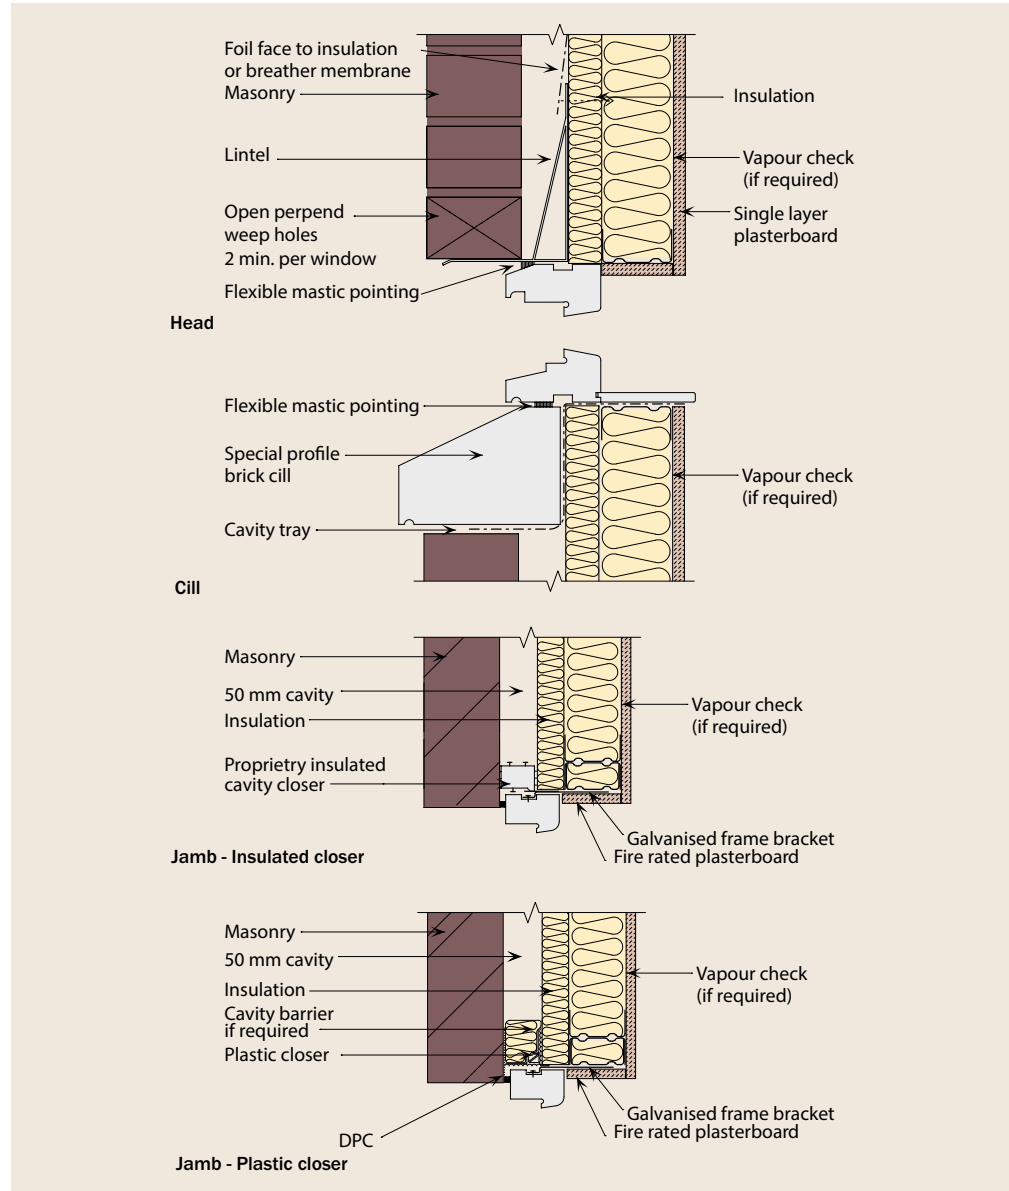 Foil face to insulation
or breather membrane
Masonry
Insulation
Lintel
Vapour check
(if required)
Open perpend
weep holes
2 min. per window
Single layer
plasterboard
Flexible mastic pointing
Head
Flexible mastic pointing
Special profile
brick cill
Vapour check
(if required)
Cavity tray
Cill
Masonry
50 mm cavity
Insulation
Vapour check
(if required)
Proprietry insulated
cavity closer
Galvanised frame bracket
Fire rated plasterboard
Jamb - Insulated closer
Masonry
50 mm cavity
Insulation
Vapour check
(if required)
Cavity barrier
if required
Plastic closer
Galvanised frame bracket
Fire rated plasterboard
DPC
Jamb - Plastic closer